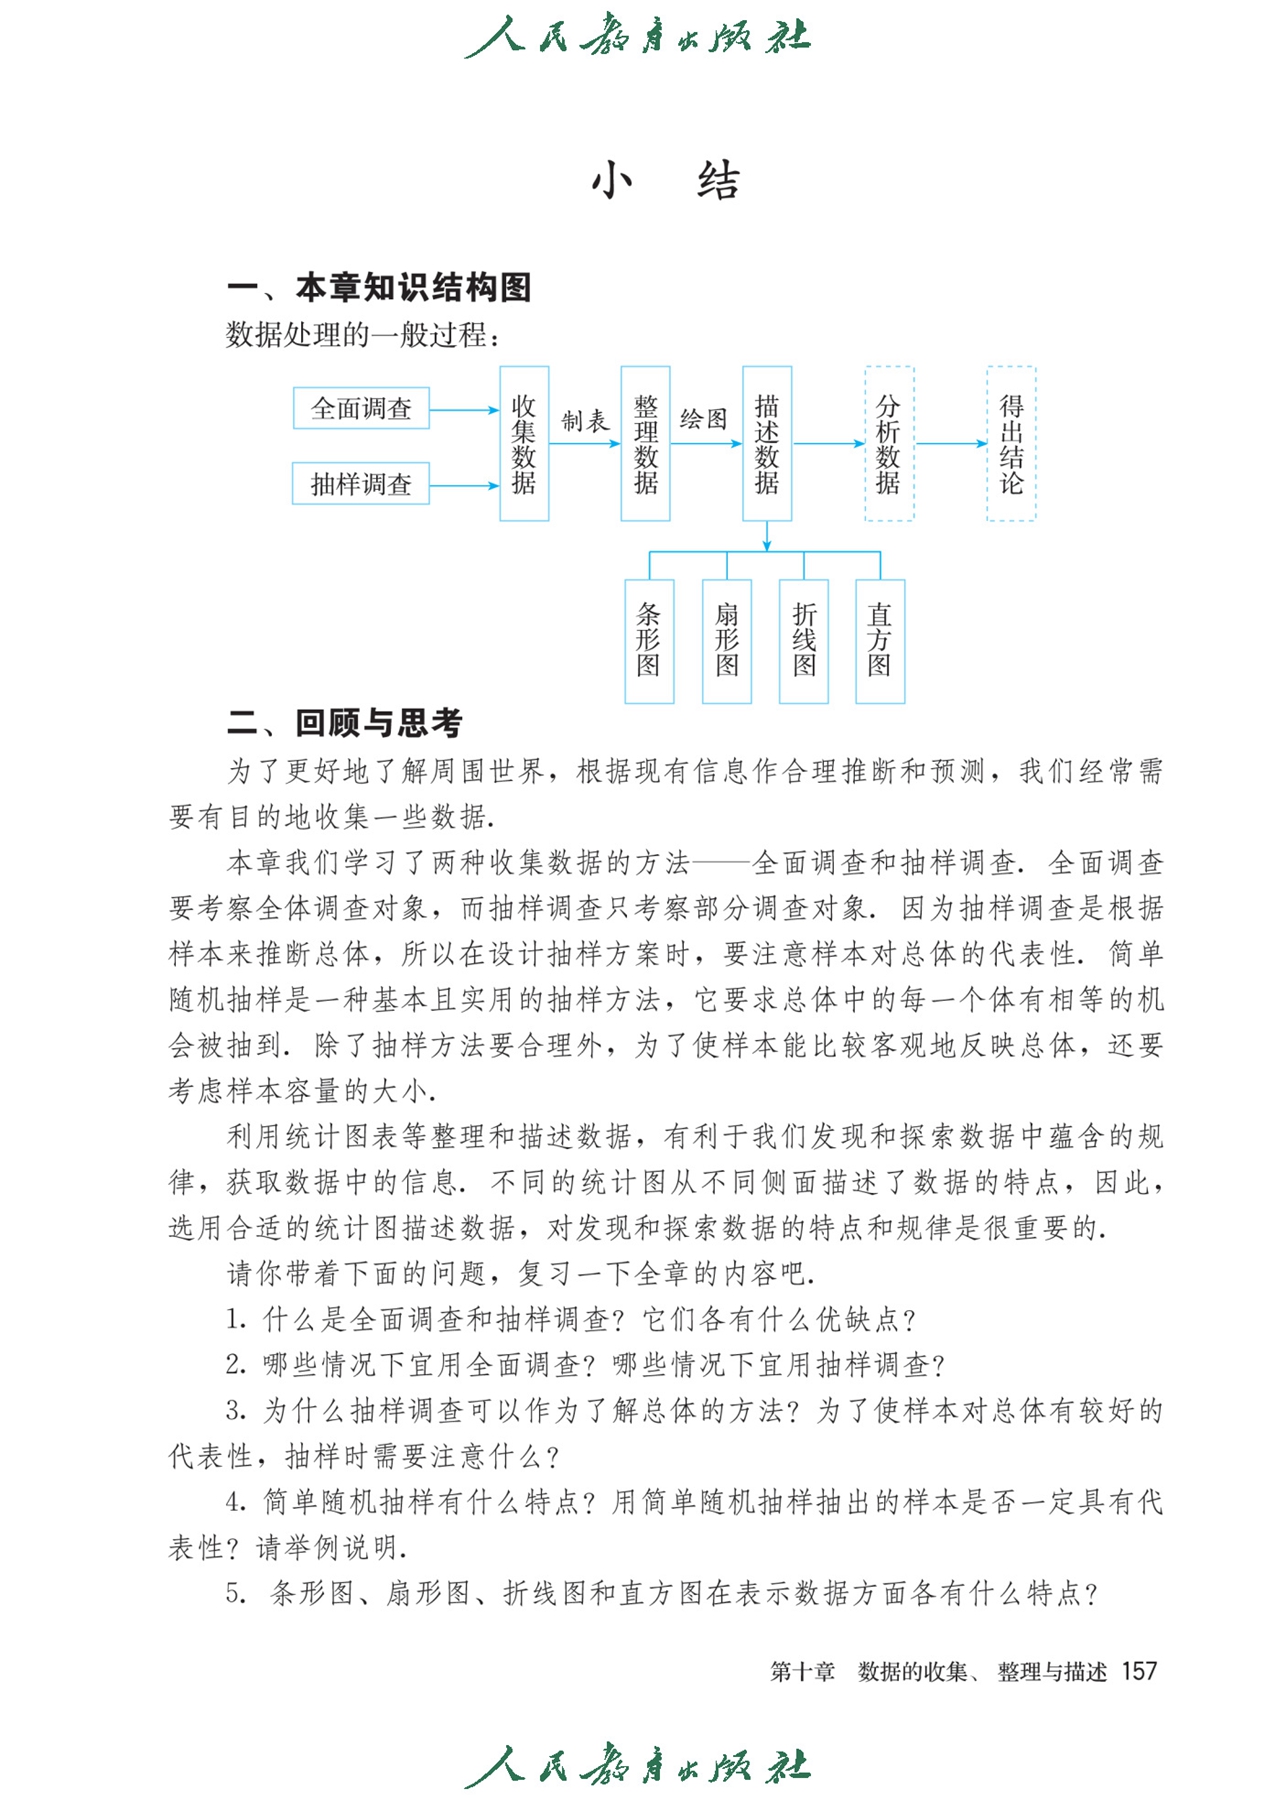 人民教育出版社
小 结
一、本章知识结构图
数据处理的一般过程：
全面调查
抽样调查
收集数据
制表
整理数据
绘图
描述数据
分析数据
得出结论
条形图
扇形图
折线图
直方图
二、回顾与思考
为了更好地了解周围世界，根据现有信息作合理推断和预测，我们经常需
要有目的地收集一些数据．
本章我们学习了两种收集数据的方法——全面调查和抽样调查．全面调查
要考察全体调查对象，而抽样调查只考察部分调查对象．因为抽样调查是根据
样本来推断总体，所以在设计抽样方案时，要注意样本对总体的代表性．简单
随机抽样是一种基本且实用的抽样方法，它要求总体中的每一个体有相等的机
会被抽到．除了抽样方法要合理外，为了使样本能比较客观地反映总体，还要
考虑样本容量的大小．
利用统计图表等整理和描述数据，有利于我们发现和探索数据中蕴含的规
律，获取数据中的信息．不同的统计图从不同侧面描述了数据的特点，因此，
选用合适的统计图描述数据，对发现和探索数据的特点和规律是很重要的．
请你带着下面的问题，复习一下全章的内容吧．
1. 什么是全面调查和抽样调查？它们各有什么优缺点？
2. 哪些情况下宜用全面调查？哪些情况下宜用抽样调查？
3. 为什么抽样调查可以作为了解总体的方法？为了使样本对总体有较好的
代表性，抽样时需要注意什么？
4. 简单随机抽样有什么特点？用简单随机抽样抽出的样本是否一定具有代
表性？请举例说明．
5. 条形图、扇形图、折线图和直方图在表示数据方面各有什么特点？
第十章 数据的收集、整理与描述 157
人民教育出版社